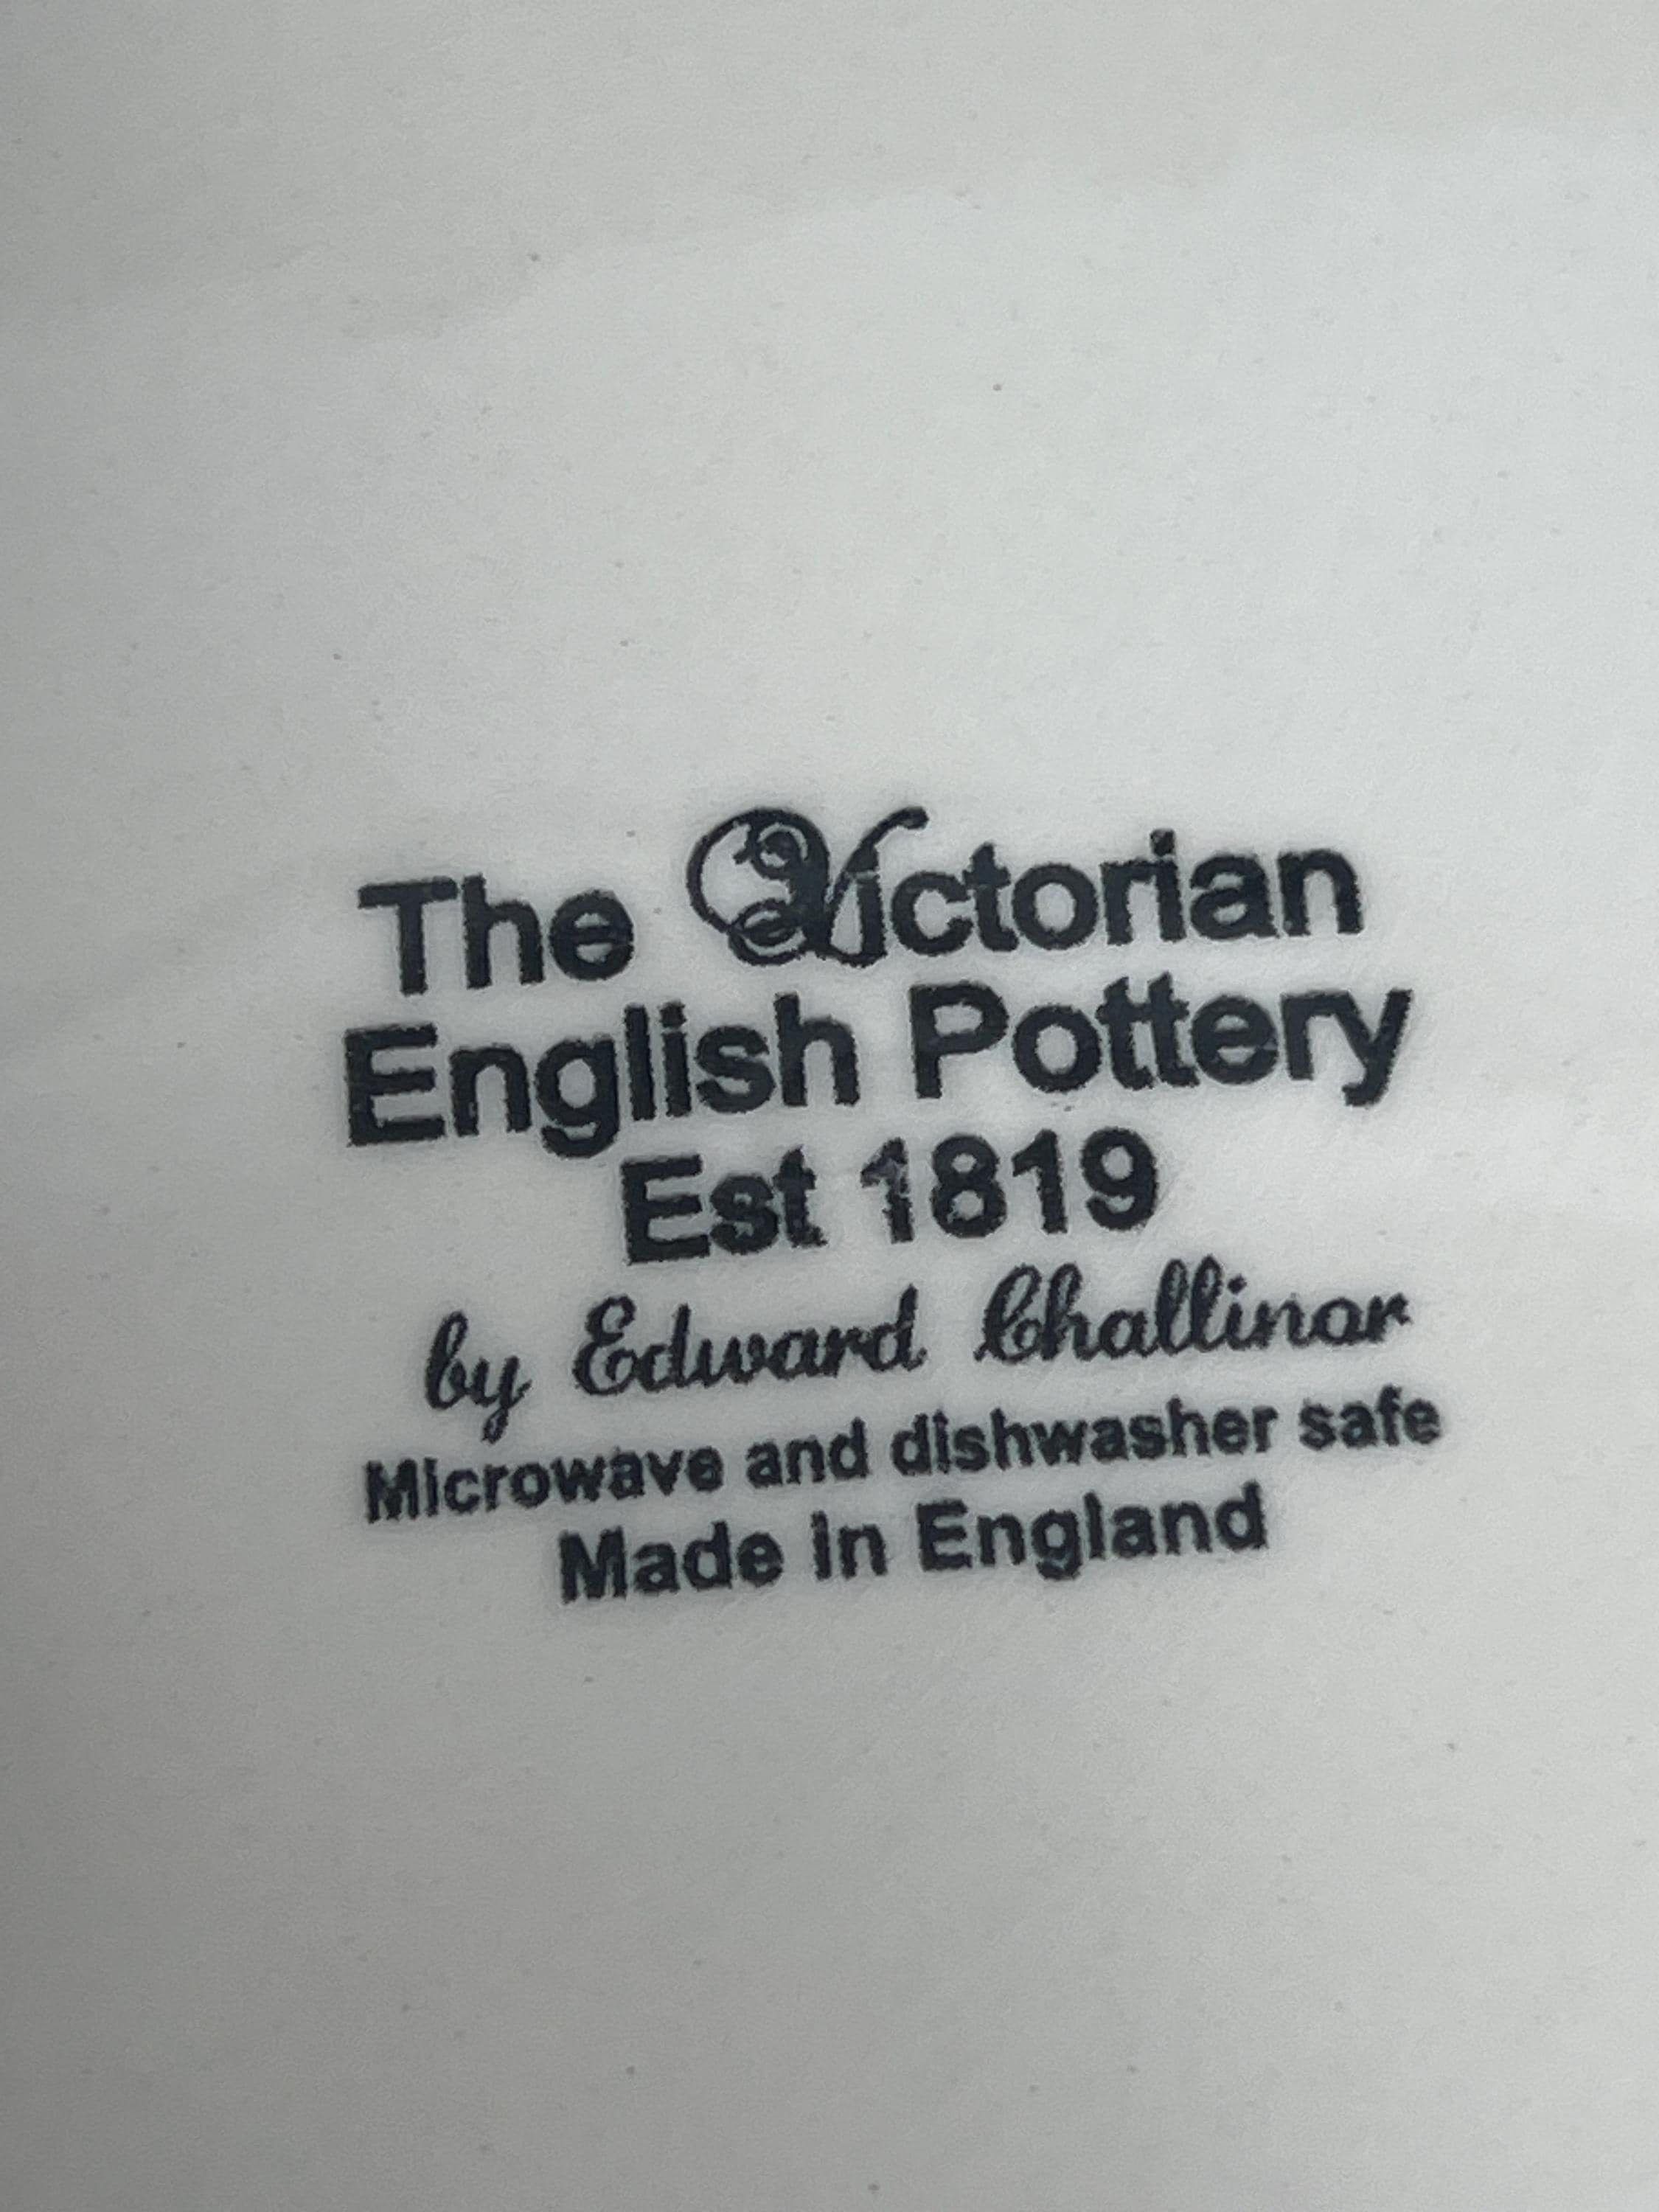 The Victorian
English Pottery
Est 1819
by Edward Challinor
Microwave and dishwasher safe
Made in England